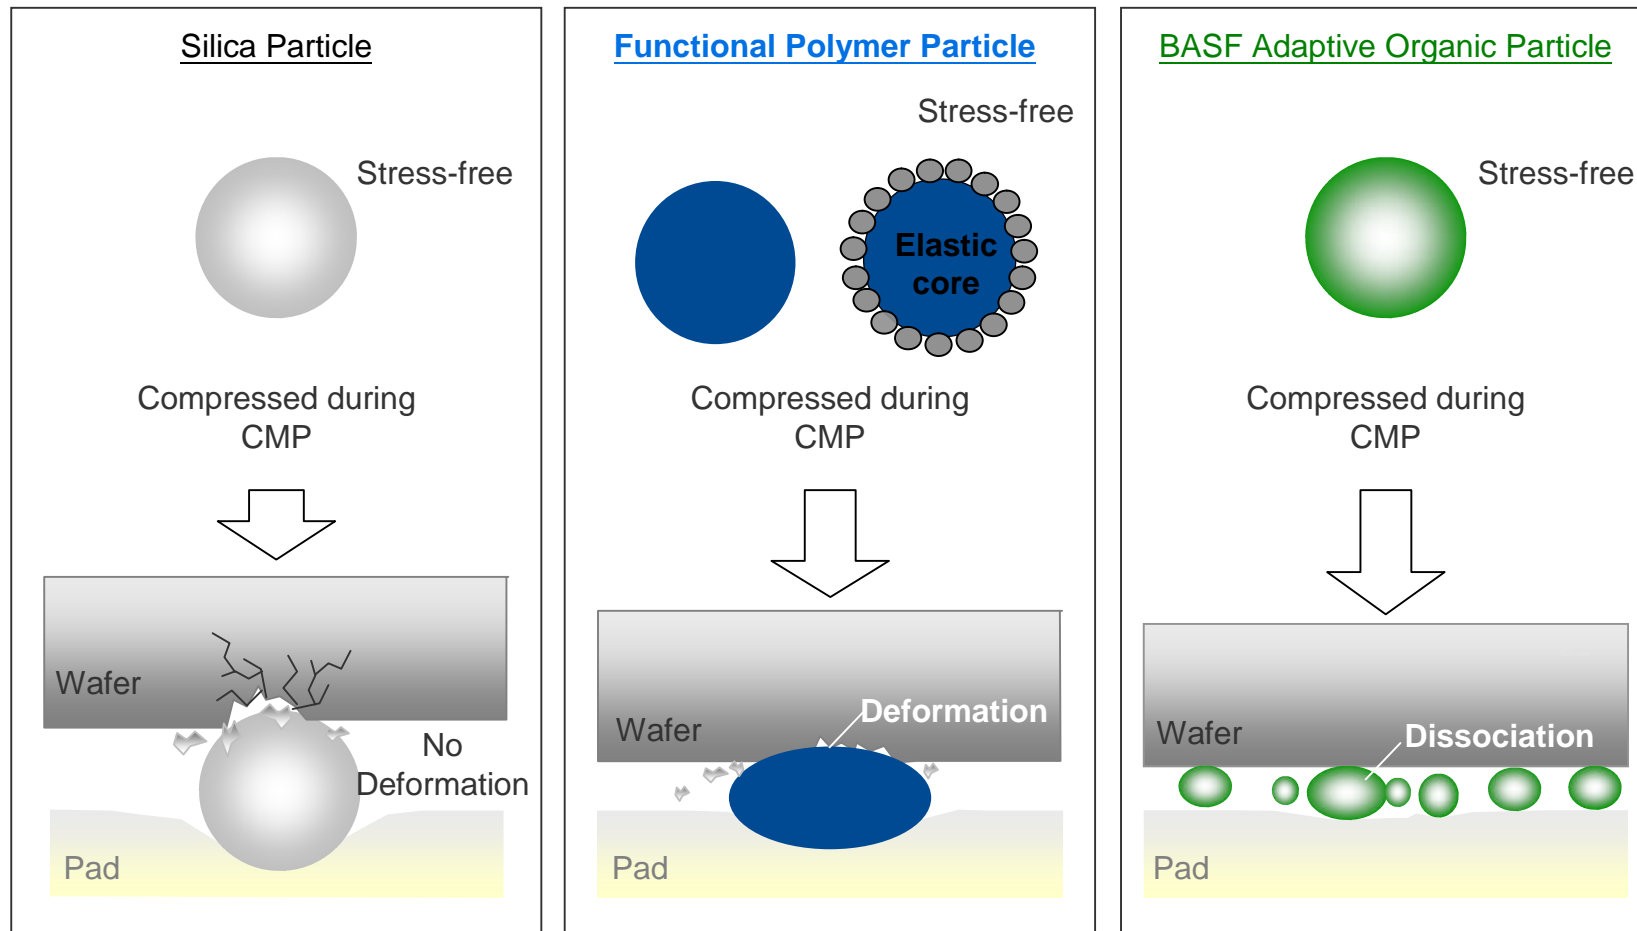 Silica Particle
Stress-free
Compressed during
CMP
Wafer
No
Deformation
Pad
Functional Polymer Particle
Stress-free
Elastic
core
Compressed during
CMP
Deformation
Wafer
Pad
BASF Adaptive Organic Particle
Stress-free
Compressed during
CMP
Wafer
Dissociation
Pad